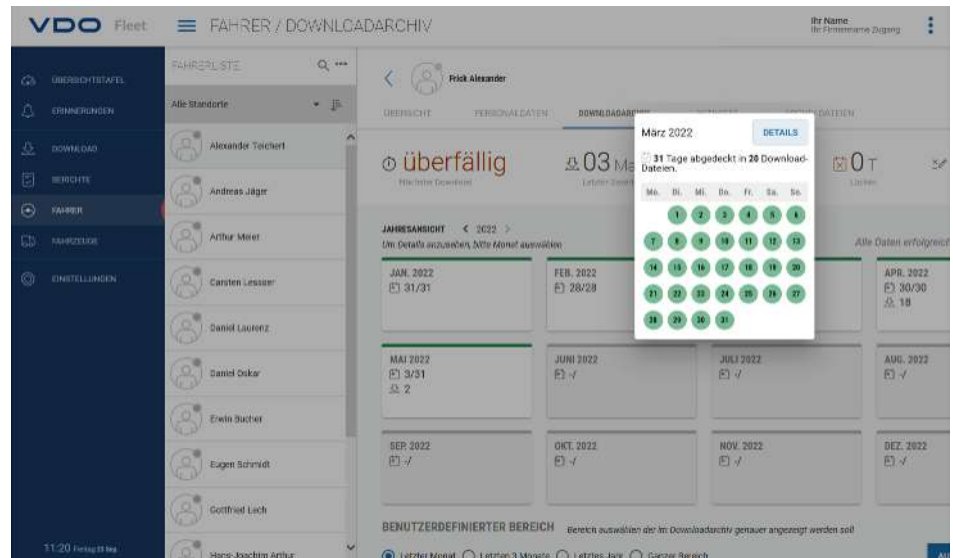 VDO Fleet
FAHRER / DOWNLOADARCHIV
Ihr Name
Ihr Firmenname Zugang
ÜBERSICHTSTAFEL
ERINNERUNGEN
DOWNLOAD
BERICHTE
FAHRER
FAHRZEUGE
EINSTELLUNGEN
11:20
FAHRERLISTE
Alle Standorte
Alexander Teichert
Andreas Jäger
Arthur Meier
Carsten Lessner
Daniel Laurenz
Daniel Oskar
Erwin Bucher
Eugen Schmidt
Gottfried Lech
Hans-Joachim Arthur
Frick Alexander
ÜBERSICHT PERSONALDATEN DOWNLOADARCHIV
überfällig
Nächster Download
03
0 T
Lücken
JAHRESANSICHT < 2022 >
Um Details anzusehen, bitte Monat auswählen
Alle Daten erfolgreich
JAN. 2022
31/31
FEB. 2022
28/28
APR. 2022
30/30
18
MAI 2022
3/31
2
JUNI 2022
-/
JULI 2022
-/
AUG. 2022
-/
SEP. 2022
-/
OKT. 2022
-/
NOV. 2022
-/
DEZ. 2022
-/
März 2022
DETAILS
31 Tage abgedeckt in 20 Download-
Dateien.
Mo. Di. Mi. Do. Fr. Sa. So.
1 2 3 4 5 6
7 8 9 10 11 12 13
14 15 16 17 18 19 20
21 22 23 24 25 26 27
28 29 30 31
BENUTZERDEFINIERTER BEREICH
Bereich auswählen der im Downloadarchiv genauer angezeigt werden soll
Letzter Monat Letzten 3 Monate Letztes Jahr Ganzer Bereich